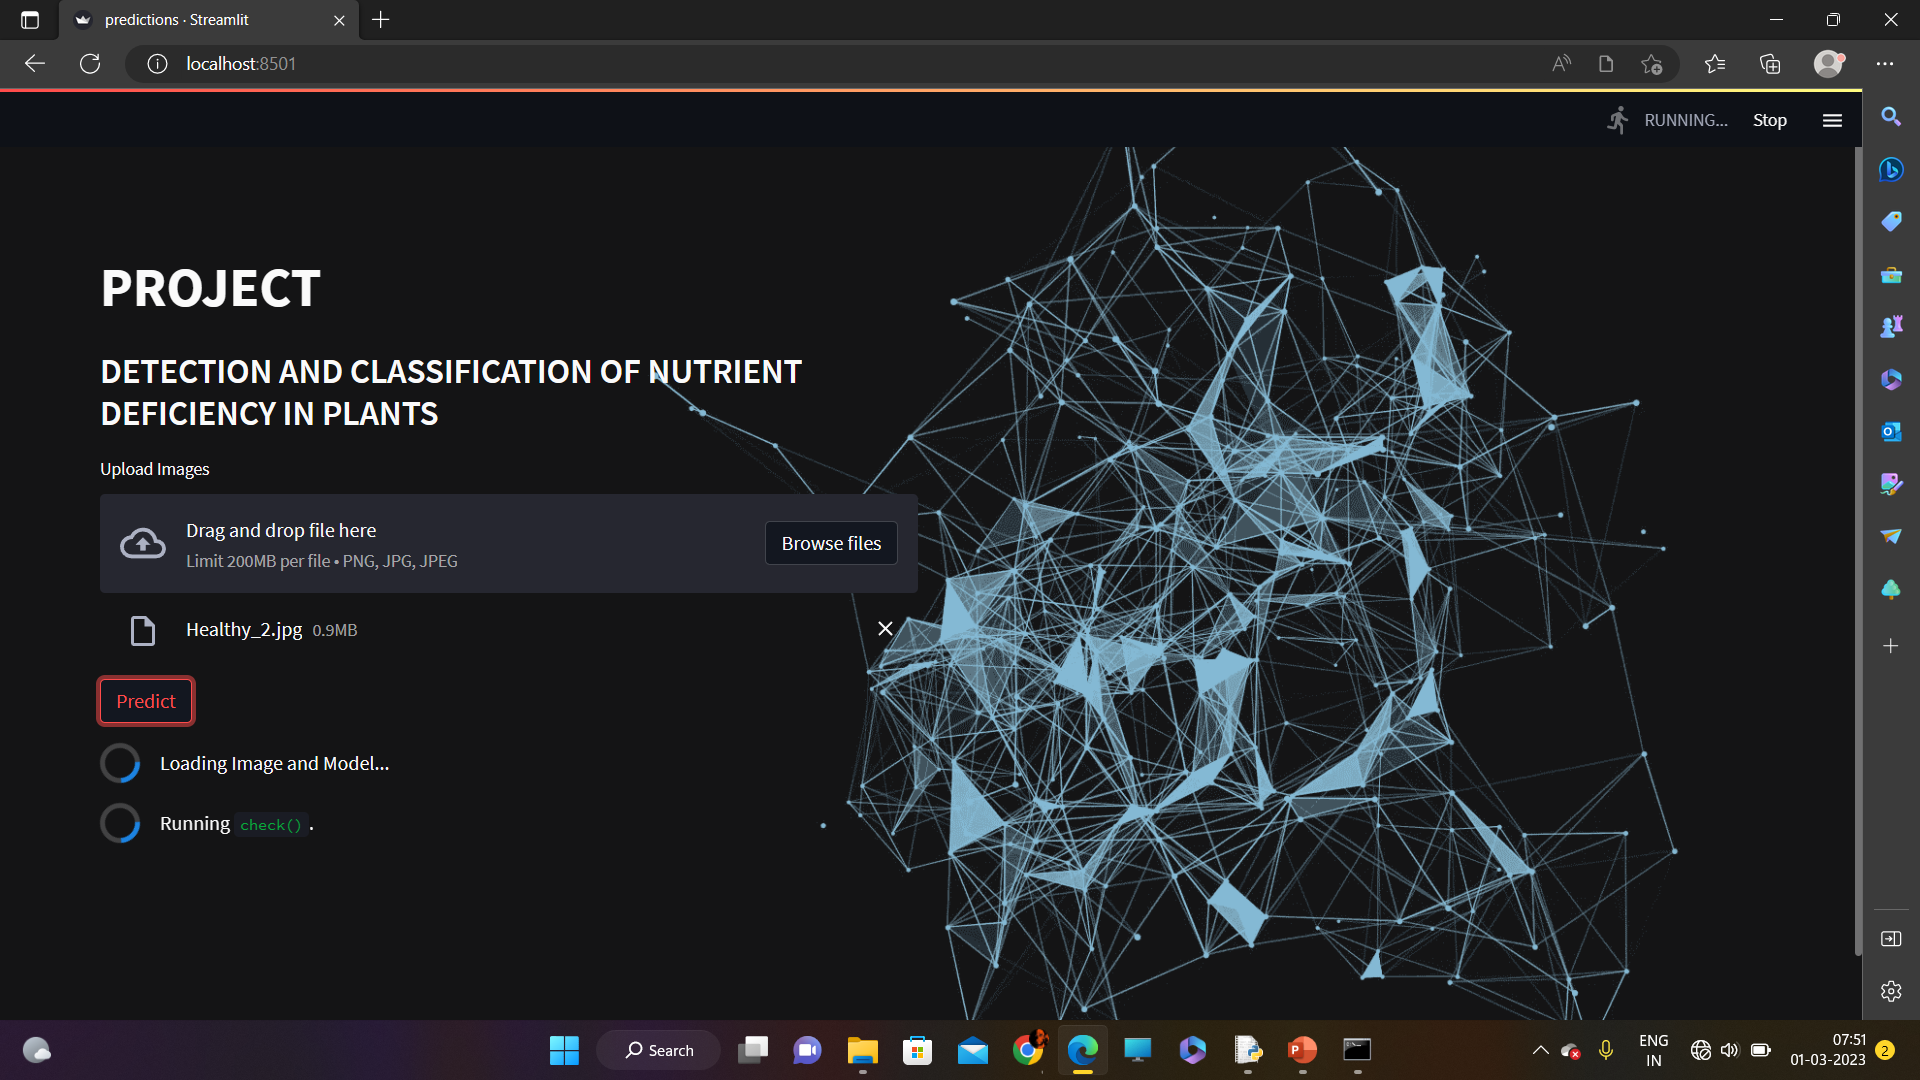 predictions · Streamlit
localhost:8501
RUNNING...
Stop
PROJECT
DETECTION AND CLASSIFICATION OF NUTRIENT
DEFICIENCY IN PLANTS
Upload Images
Drag and drop file here
Limit 200MB per file • PNG, JPG, JPEG
Browse files
Healthy_2.jpg 0.9MB
Predict
Loading Image and Model...
Running check() .
Search
ENG
IN
07:51
01-03-2023
2